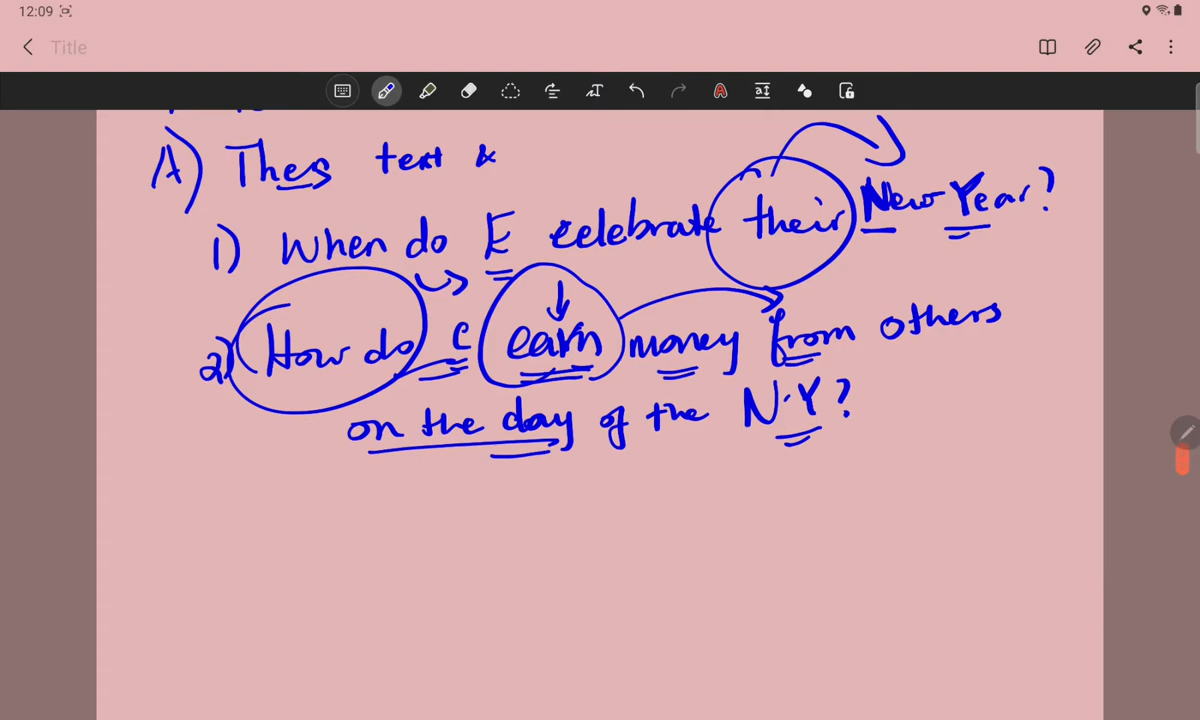 12:09
Title
A) Thes text &
1) When do E celebrate their New Year?
2) How do C earn money from others
on the day of the N.Y?